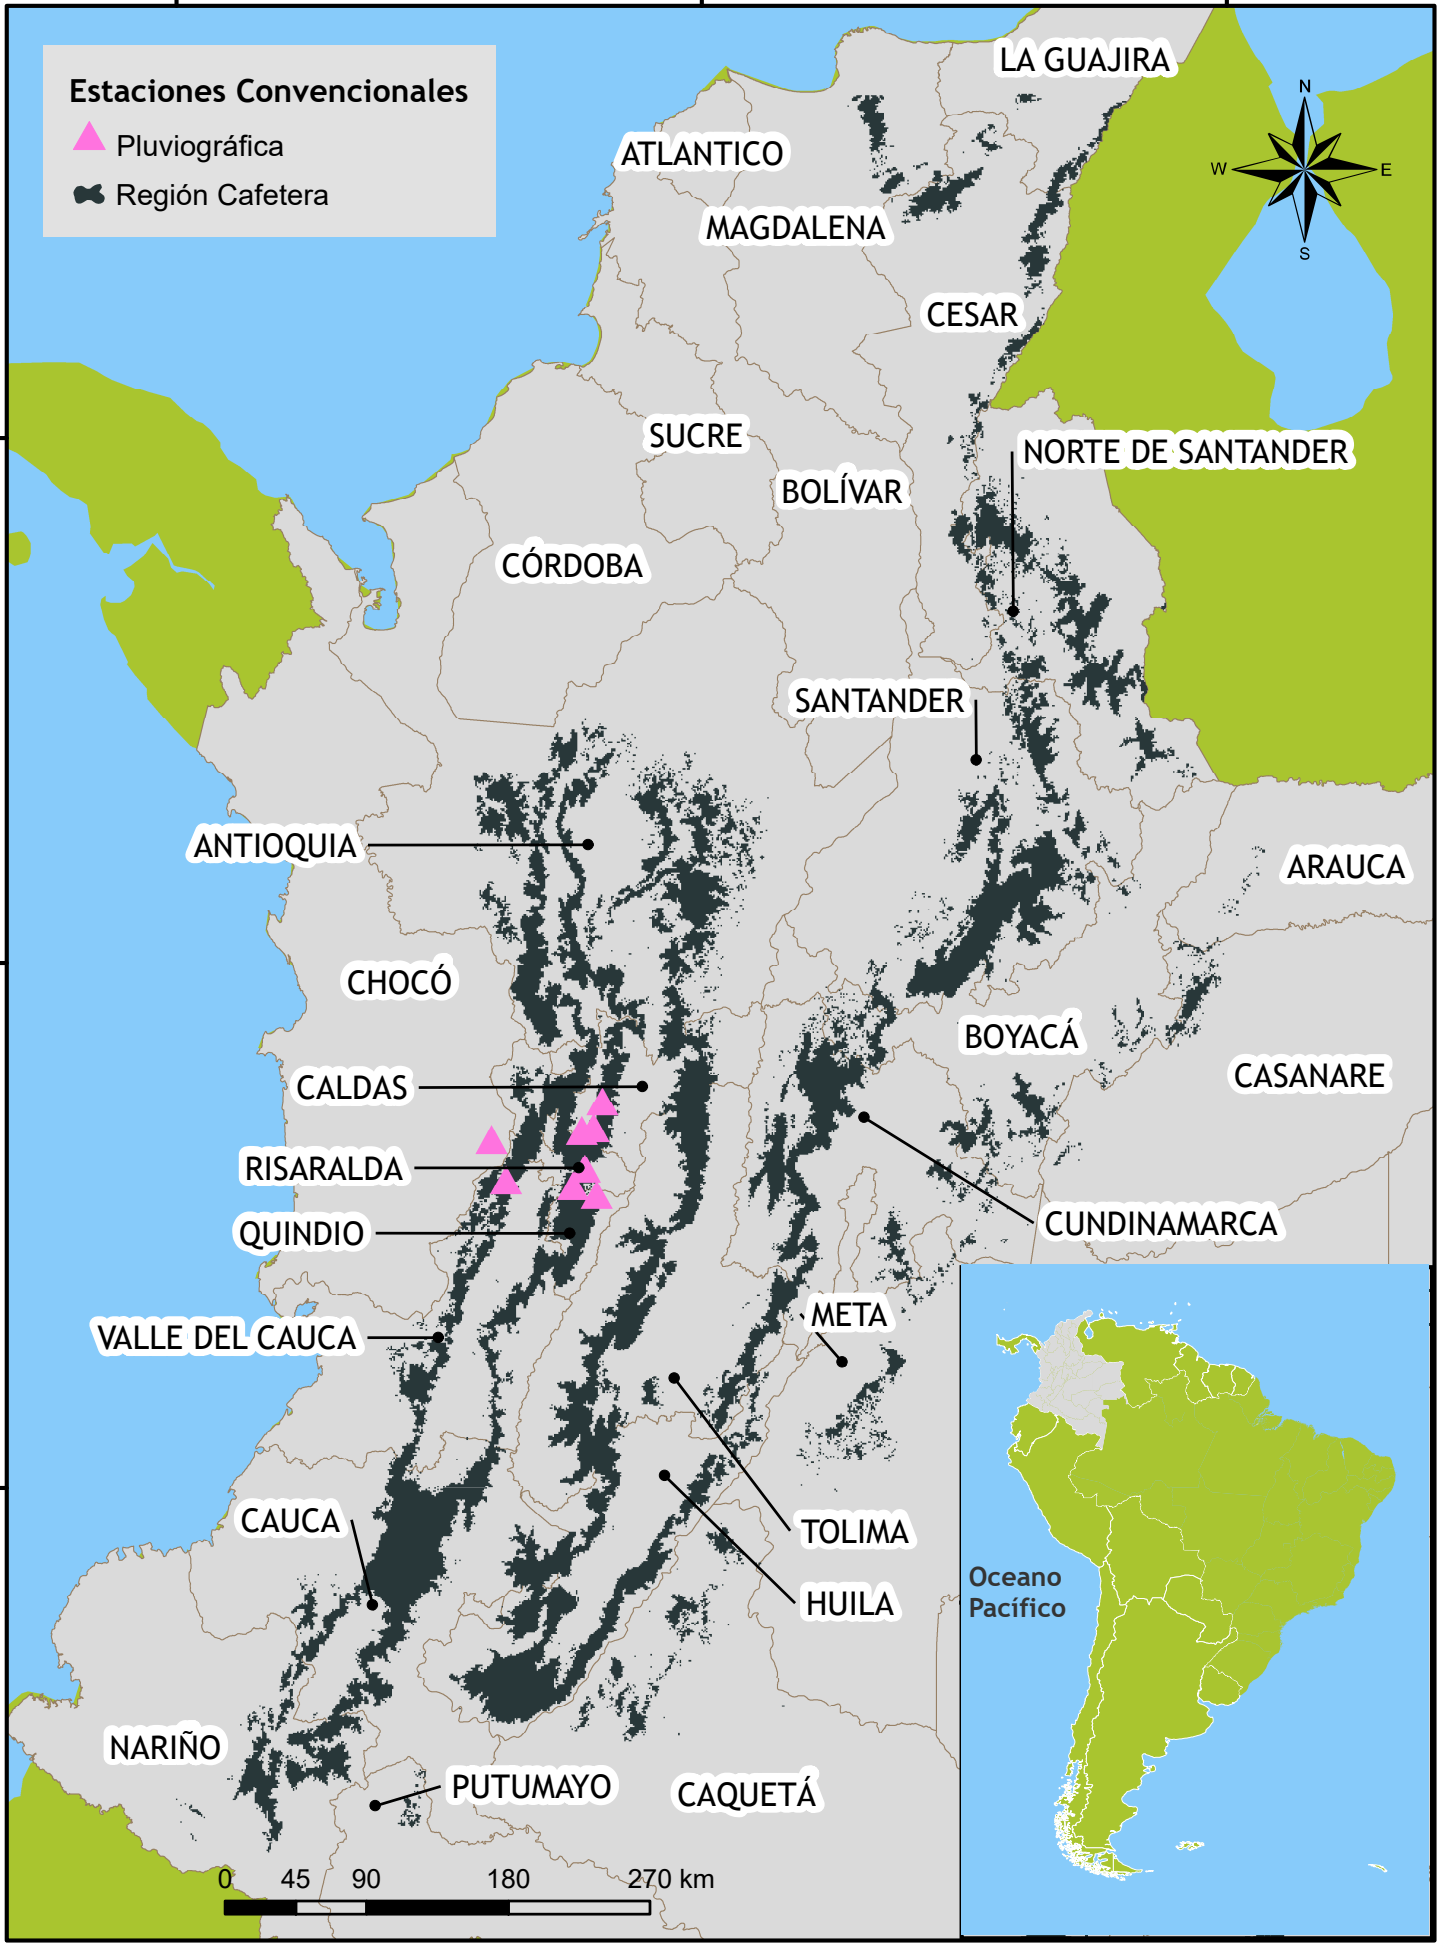 Estaciones Convencionales
Pluviográfica
Región Cafetera
LA GUAJIRA
N
W
E
S
ATLANTICO
MAGDALENA
CESAR
SUCRE
NORTE DE SANTANDER
BOLÍVAR
CÓRDOBA
SANTANDER
ANTIOQUIA
ARAUCA
CHOCÓ
BOYACÁ
CASANARE
CALDAS
RISARALDA
CUNDINAMARCA
QUINDIO
META
VALLE DEL CAUCA
CAUCA
TOLIMA
HUILA
Oceano
Pacífico
NARIÑO
PUTUMAYO
CAQUETÁ
0 45 90 180 270 km